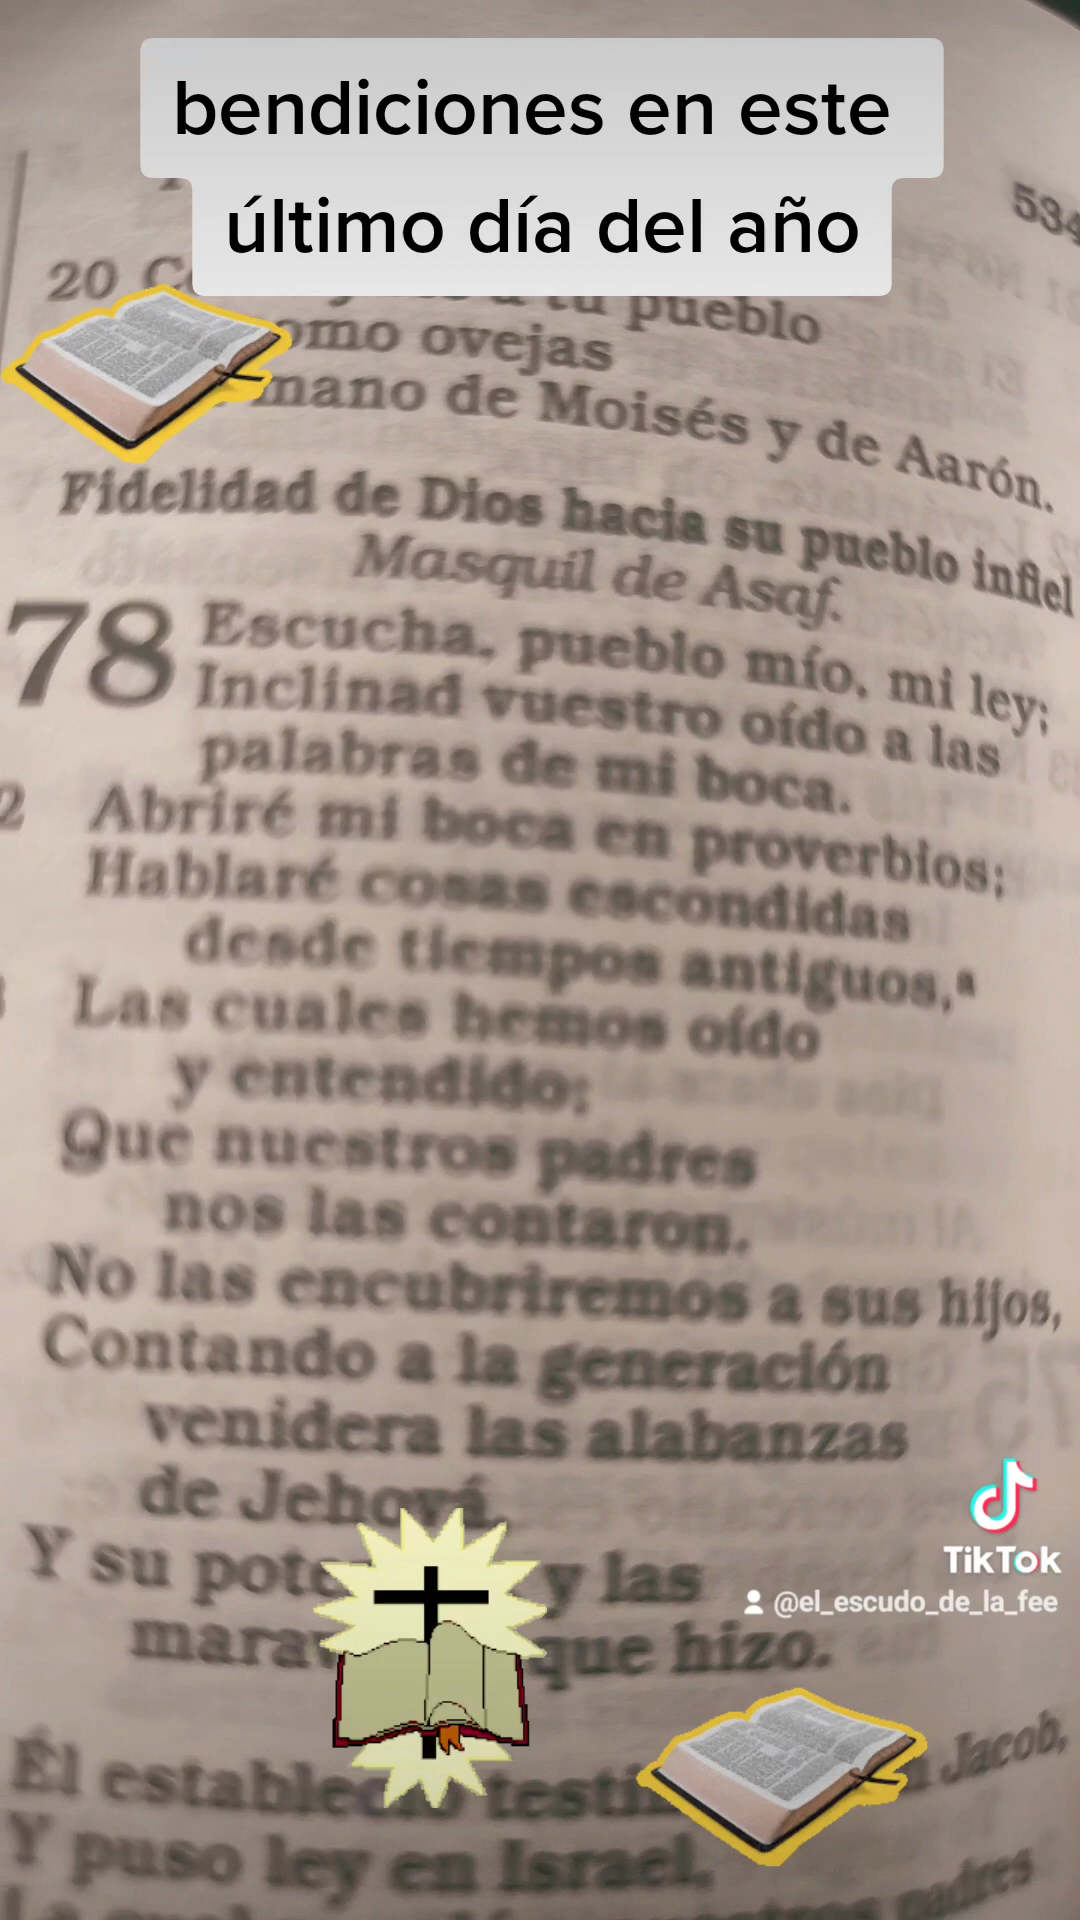 bendiciones en este
último día del año
534
20
tu pueblo
ovejas
mano de Moisés y de Aarón.
Fidelidad de Dios hacia su pueblo infiel
Masquil de Asaf.
78 Escucha, pueblo mío, mi ley;
Inclinad vuestro oído a las
palabras de mi boca.
2 Abriré mi boca en proverbios;
Hablaré cosas escondidas
desde tiempos antiguos,ª
Las cuales hemos oído
y entendido;
Que nuestros padres
nos las contaron.
No las encubriremos a sus hijos,
Contando a la generación
venidera las alabanzas
de Jehová,
TikTok
Y su y las
@el_escudo_de_la_fee
que hizo.
Él estableció Jacob,
Y puso ley en Israel,
padres